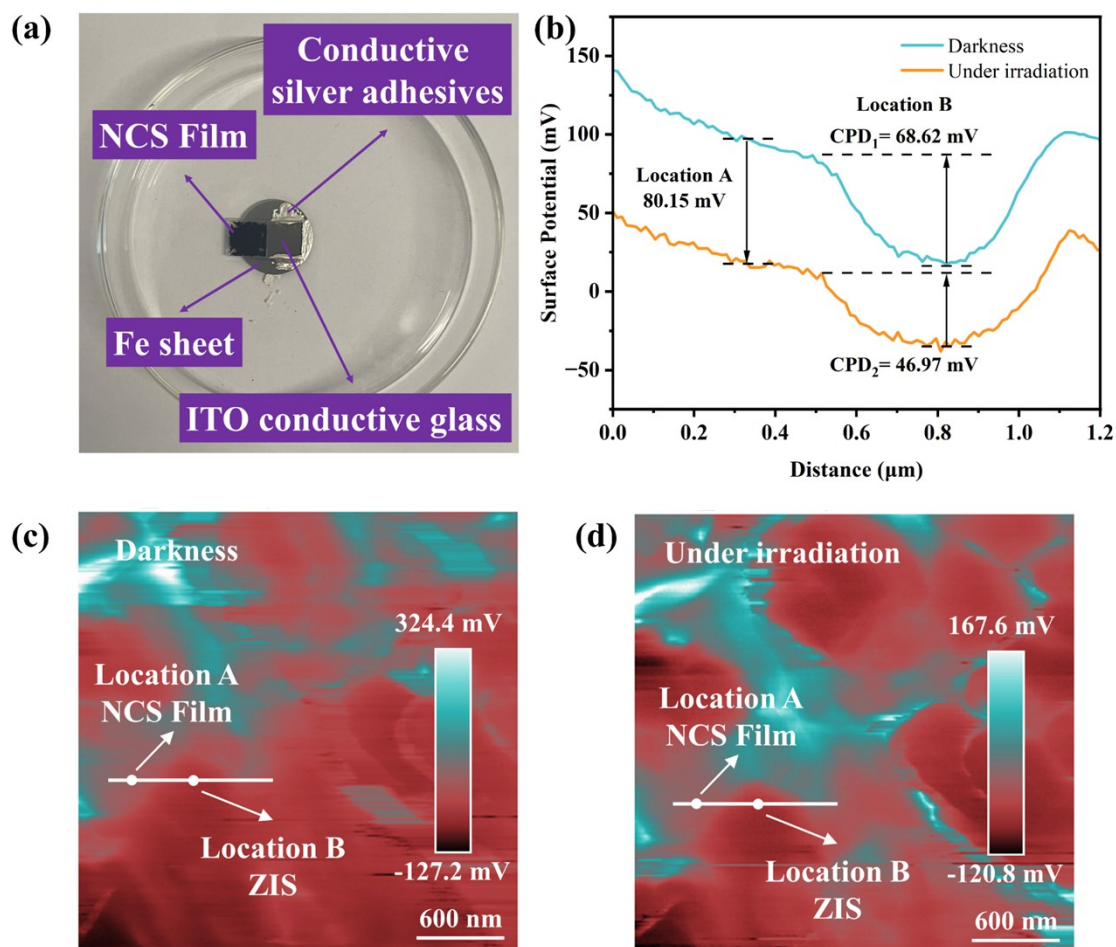 (a)
Conductive
silver adhesives
NCS Film
Fe sheet
ITO conductive glass
(b)
Darkness
Under irradiation
Location B
CPD₁= 68.62 mV
Location A
80.15 mV
CPD₂= 46.97 mV
Surface Potential (mV)
150
100
50
0
−50
0.0 0.2 0.4 0.6 0.8 1.0 1.2
Distance (μm)
(c)
Darkness
324.4 mV
Location A
NCS Film
Location B
ZIS
-127.2 mV
600 nm
(d)
Under irradiation
167.6 mV
Location A
NCS Film
Location B
ZIS
-120.8 mV
600 nm